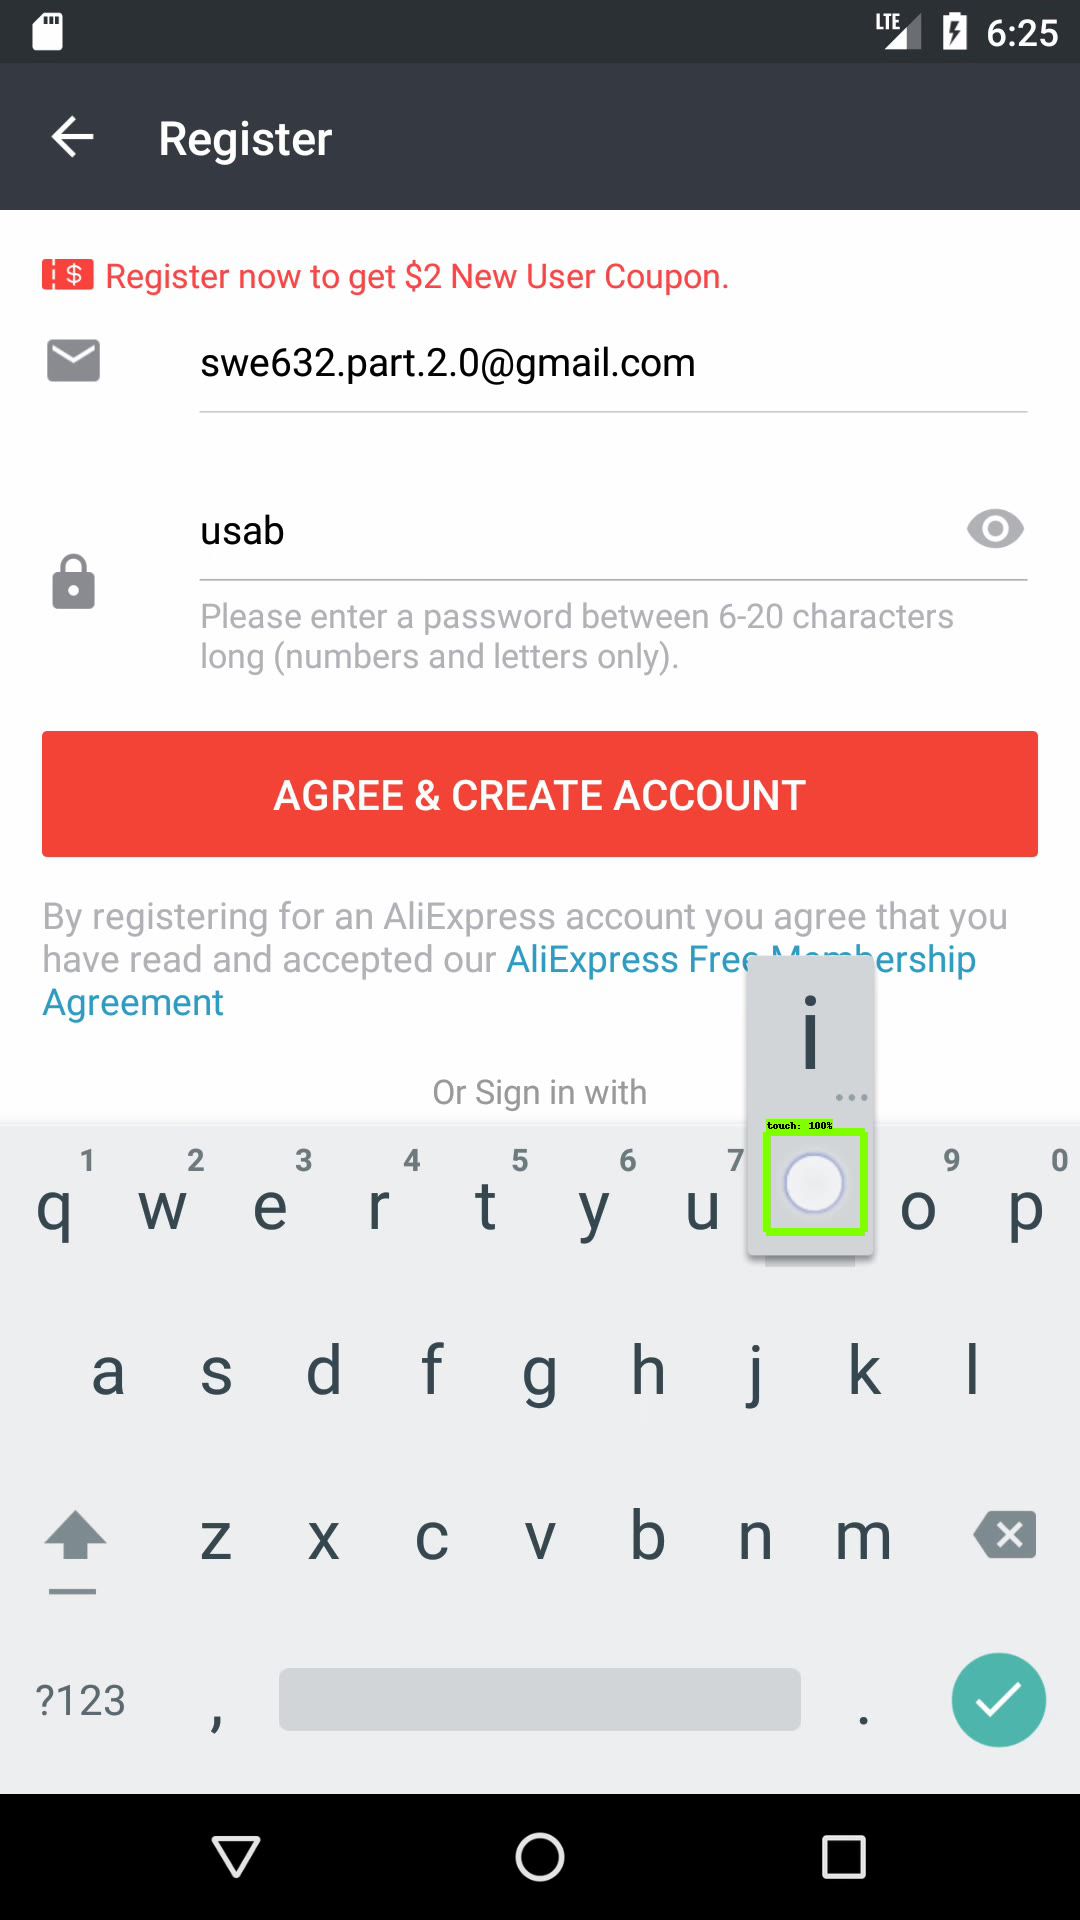 LTE 6:25
Register
$ Register now to get $2 New User Coupon.
swe632.part.2.0@gmail.com
usab
Please enter a password between 6-20 characters
long (numbers and letters only).
AGREE & CREATE ACCOUNT
By registering for an AliExpress account you agree that you
have read and accepted our AliExpress Free Membership
Agreement
i
Or Sign in with
touch: 100%
1 2 3 4 5 6 7 9 0
q w e r t y u o p
a s d f g h j k l
z x c v b n m
?123 , .